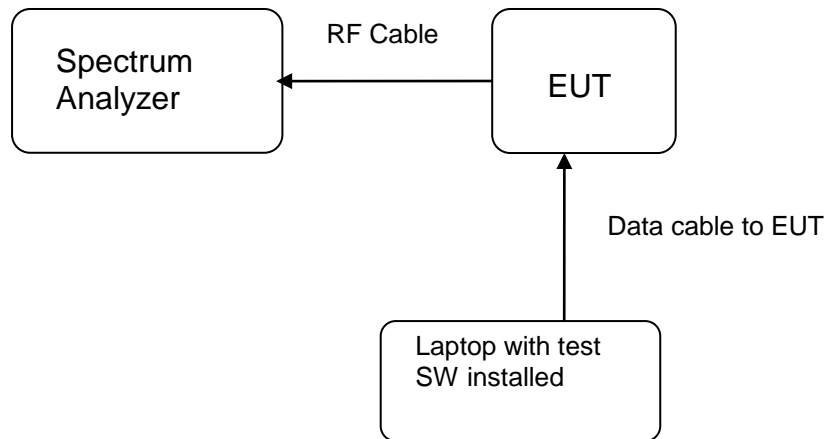 RF Cable
Spectrum
Analyzer
EUT
Data cable to EUT
Laptop with test
SW installed